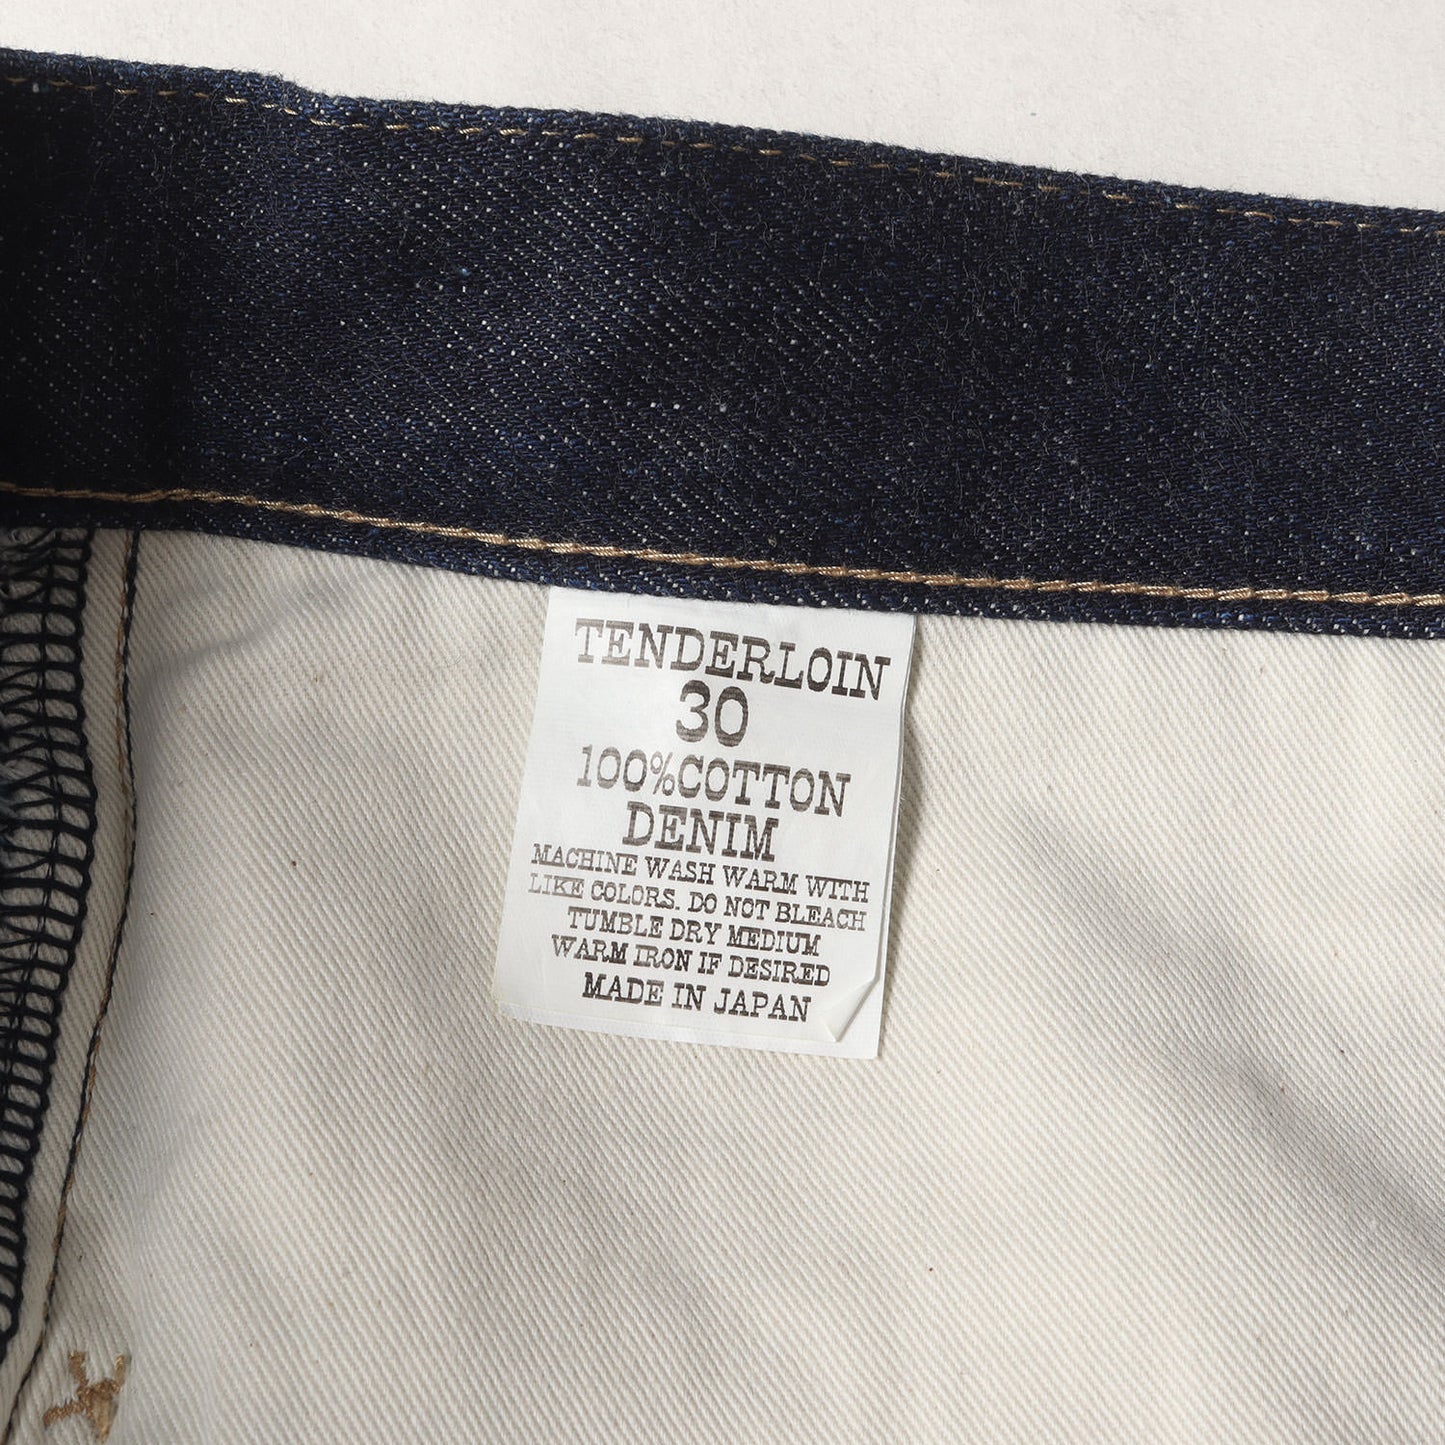 TENDERLOIN
30
100%COTTON
DENIM
MACHINE WASH WARM WITH
LIKE COLORS. DO NOT BLEACH
TUMBLE DRY MEDIUM
WARM IRON IF DESIRED
MADE IN JAPAN